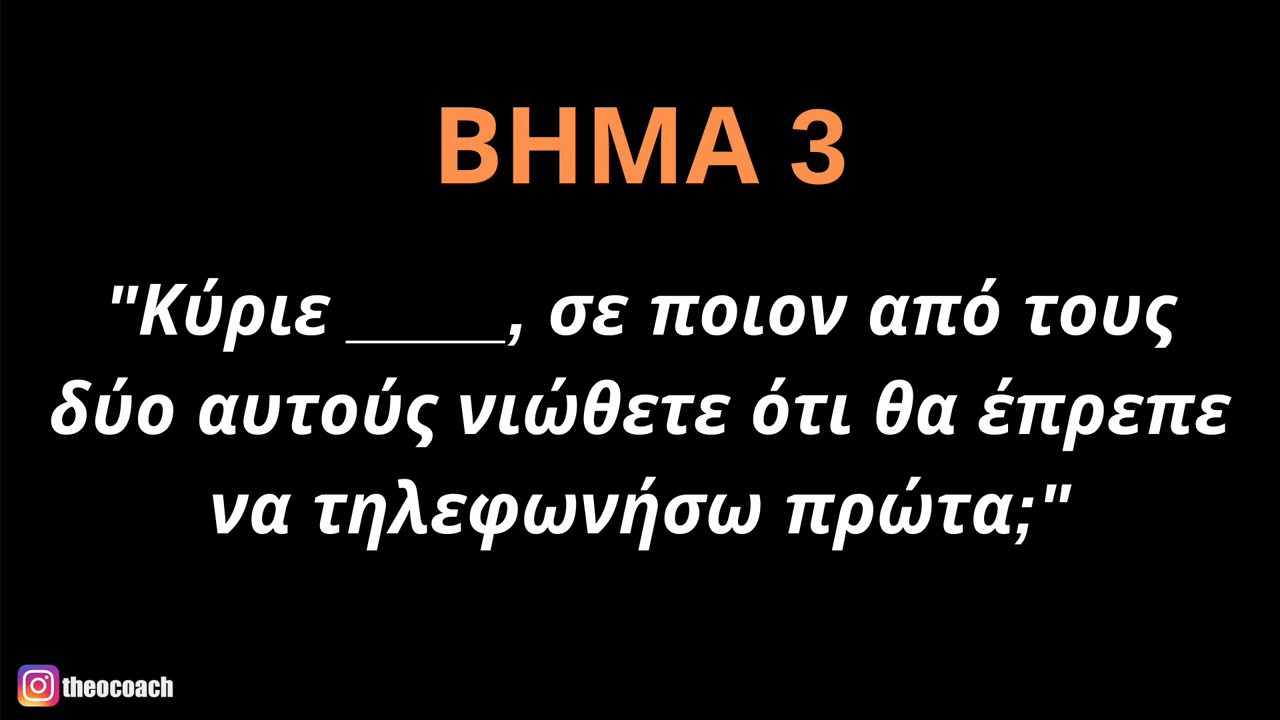 ΒΗΜΑ 3
"Κύριε _____, σε ποιον από τους
δύο αυτούς νιώθετε ότι θα έπρεπε
να τηλεφωνήσω πρώτα;"
theocoach